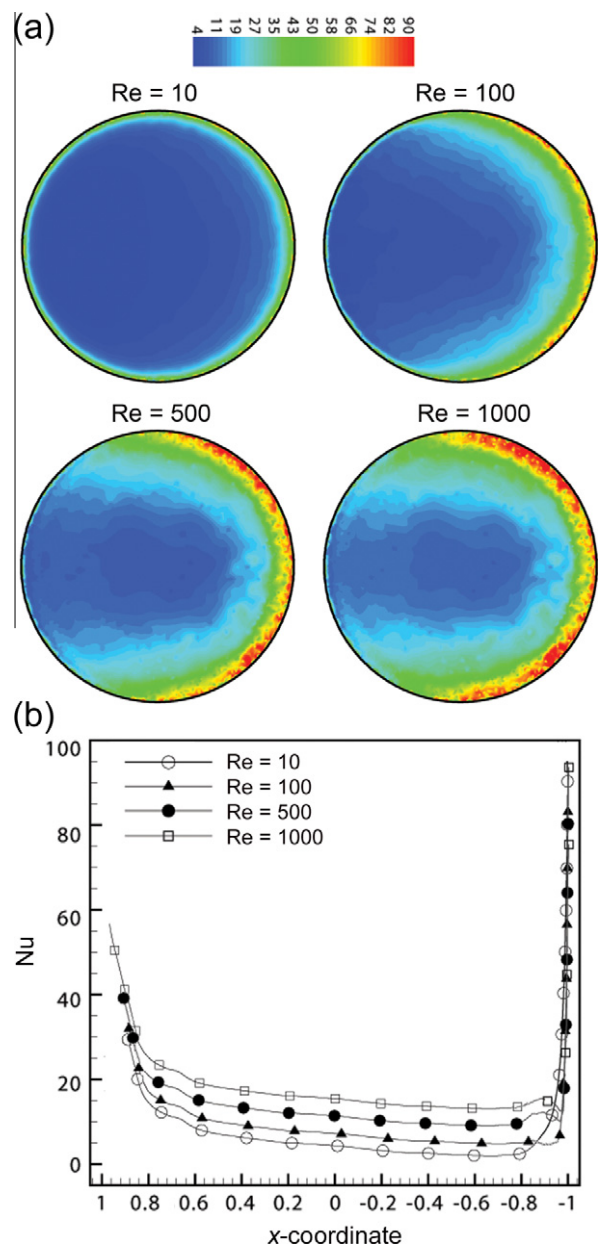 (a)
4 11 19 27 35 43 50 58 66 74 82 90
Re = 10
Re = 100
Re = 500
Re = 1000
(b)
100
80
60
40
20
0
Nu
Re = 10
Re = 100
Re = 500
Re = 1000
1 0.8 0.6 0.4 0.2 0 -0.2 -0.4 -0.6 -0.8 -1
x-coordinate